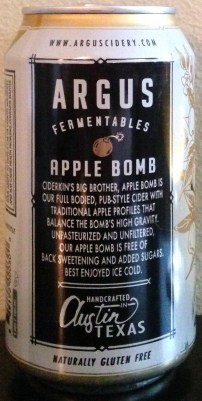 WWW.ARGUSCIDERY.COM
ARGUS
FERMENTABLES
APPLE BOMB
CIDERKIN'S BIG BROTHER, APPLE BOMB IS
OUR FULL BODIED, PUB-STYLE CIDER WITH
TRADITIONAL APPLE PROFILES THAT
BALANCE THE BOMB'S HIGH GRAVITY.
UNPASTEURIZED AND UNFILTERED,
OUR APPLE BOMB IS FREE OF
BACK SWEETENING AND ADDED SUGARS.
BEST ENJOYED ICE COLD.
HANDCRAFTED
IN
Austin
TEXAS
NATURALLY GLUTEN FREE